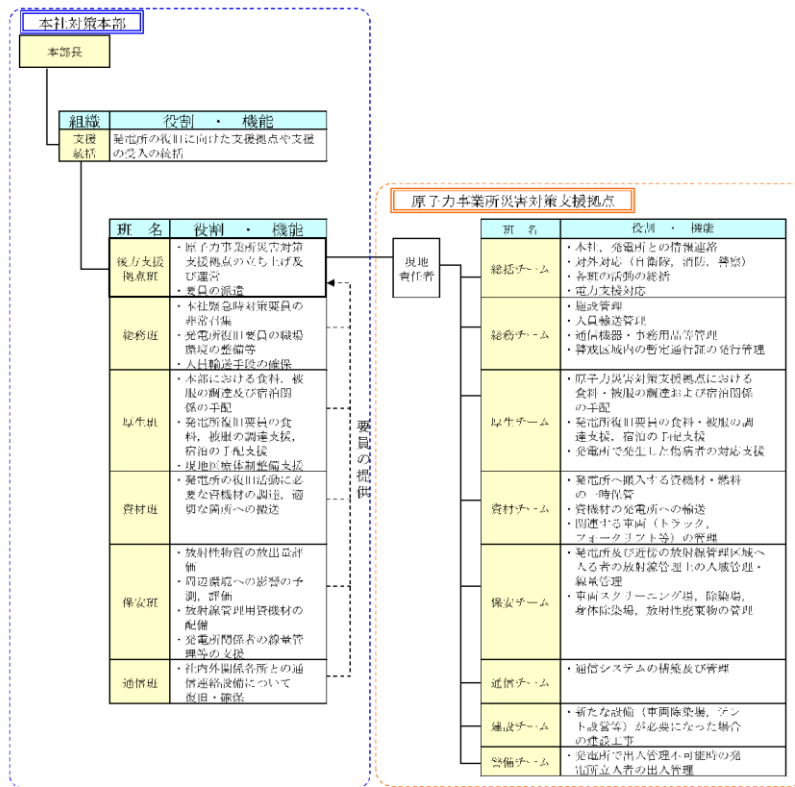 本社対策本部
本部長
組織 役割 ・ 機能
支援
統括
発電所の復旧に向けた支援拠点や支援
の受入の統括
班 名 役割 ・ 機能
後方支援
拠点班
・原子力事業所災害対策
支援拠点の立ち上げ及
び運営
・要員の派遣
総務班
・本社緊急時対策要員の
非常召集
・発電所復旧要員の職場
環境の整備等
・人員輸送手段の確保
厚生班
・本部における食料，被
服の調達及び宿泊関
係の手配
・発電所復旧要員の食
料，被服の調達支援，
宿泊の手配支援
・現地医療体制整備支援
資材班
・発電所の復旧活動に必
要な資機材の調達，適
切な箇所への搬送
保安班
・放射性物質の放出量評
価
・周辺環境への影響の予
測，評価
・放射線管理用資機材の
配備
・発電所関係者の線量管
理等の支援
通信班
・社内外関係各所との通
信連絡設備について
復旧・確保
要員の提供
原子力事業所災害対策支援拠点
現地
責任者
班 名 役割 ・ 機能
総括チーム
・本社，発電所との情報連絡
・対外対応（自衛隊，消防，警察）
・各班の活動の総括
・電力支援対応
総務チーム
・施設管理
・人員輸送管理
・通信機器・事務用品等管理
・警戒区域内の暫定通行証の発行管理
厚生チーム
・原子力災害対策支援拠点における
食料・被服の調達および宿泊関係
の手配
・発電所復旧要員の食料・被服の調
達支援，宿泊の手配支援
・発電所で発生した傷病者の対応支援
資材チーム
・発電所へ搬入する資機材・燃料
の一時保管
・資機材の発電所への輸送
・関連する車両（トラック，
フォークリフト等）の管理
保安チーム
・発電所及び近傍の放射線管理区域へ
入る者の放射線管理上の入域管理・
線量管理
・車両スクリーニング場，除染場，
身体除染場，放射性廃棄物の管理
通信チーム
・通信システムの構築及び管理
建設チーム
・新たな設備（車両除染場，テン
ト設営等）が必要になった場合
の建設工事
警備チーム
・発電所で出入管理不可能時の発
電所立入者の出入管理